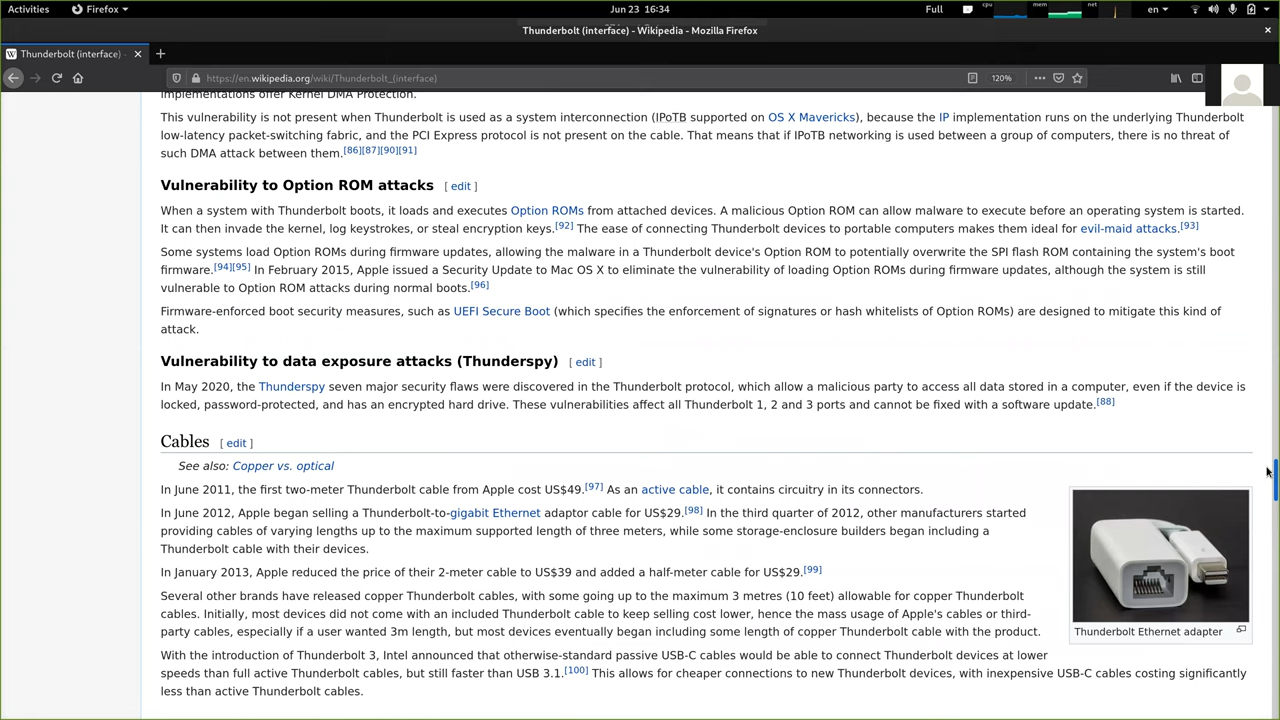 Activities
Firefox
Jun 23 16:34
Full
cpu
mem
net
en
Thunderbolt (interface) - Wikipedia - Mozilla Firefox
Thunderbolt (interface) -
https://en.wikipedia.org/wiki/Thunderbolt_(interface)
120%
implementations offer Kernel DMA Protection.
This vulnerability is not present when Thunderbolt is used as a system interconnection (IPoTB supported on OS X Mavericks), because the IP implementation runs on the underlying Thunderbolt
low-latency packet-switching fabric, and the PCI Express protocol is not present on the cable. That means that if IPoTB networking is used between a group of computers, there is no threat of
such DMA attack between them.[86][87][90][91]
Vulnerability to Option ROM attacks [ edit ]
When a system with Thunderbolt boots, it loads and executes Option ROMs from attached devices. A malicious Option ROM can allow malware to execute before an operating system is started.
It can then invade the kernel, log keystrokes, or steal encryption keys.[92] The ease of connecting Thunderbolt devices to portable computers makes them ideal for evil-maid attacks.[93]
Some systems load Option ROMs during firmware updates, allowing the malware in a Thunderbolt device's Option ROM to potentially overwrite the SPI flash ROM containing the system's boot
firmware.[94][95] In February 2015, Apple issued a Security Update to Mac OS X to eliminate the vulnerability of loading Option ROMs during firmware updates, although the system is still
vulnerable to Option ROM attacks during normal boots.[96]
Firmware-enforced boot security measures, such as UEFI Secure Boot (which specifies the enforcement of signatures or hash whitelists of Option ROMs) are designed to mitigate this kind of
attack.
Vulnerability to data exposure attacks (Thunderspy) [ edit ]
In May 2020, the Thunderspy seven major security flaws were discovered in the Thunderbolt protocol, which allow a malicious party to access all data stored in a computer, even if the device is
locked, password-protected, and has an encrypted hard drive. These vulnerabilities affect all Thunderbolt 1, 2 and 3 ports and cannot be fixed with a software update.[88]
Cables [ edit ]
See also: Copper vs. optical
In June 2011, the first two-meter Thunderbolt cable from Apple cost US$49.[97] As an active cable, it contains circuitry in its connectors.
In June 2012, Apple began selling a Thunderbolt-to-gigabit Ethernet adaptor cable for US$29.[98] In the third quarter of 2012, other manufacturers started
providing cables of varying lengths up to the maximum supported length of three meters, while some storage-enclosure builders began including a
Thunderbolt cable with their devices.
In January 2013, Apple reduced the price of their 2-meter cable to US$39 and added a half-meter cable for US$29.[99]
Several other brands have released copper Thunderbolt cables, with some going up to the maximum 3 metres (10 feet) allowable for copper Thunderbolt
cables. Initially, most devices did not come with an included Thunderbolt cable to keep selling cost lower, hence the mass usage of Apple's cables or third-
party cables, especially if a user wanted 3m length, but most devices eventually began including some length of copper Thunderbolt cable with the product.
With the introduction of Thunderbolt 3, Intel announced that otherwise-standard passive USB-C cables would be able to connect Thunderbolt devices at lower
speeds than full active Thunderbolt cables, but still faster than USB 3.1.[100] This allows for cheaper connections to new Thunderbolt devices, with inexpensive USB-C cables costing significantly
less than active Thunderbolt cables.
Thunderbolt Ethernet adapter